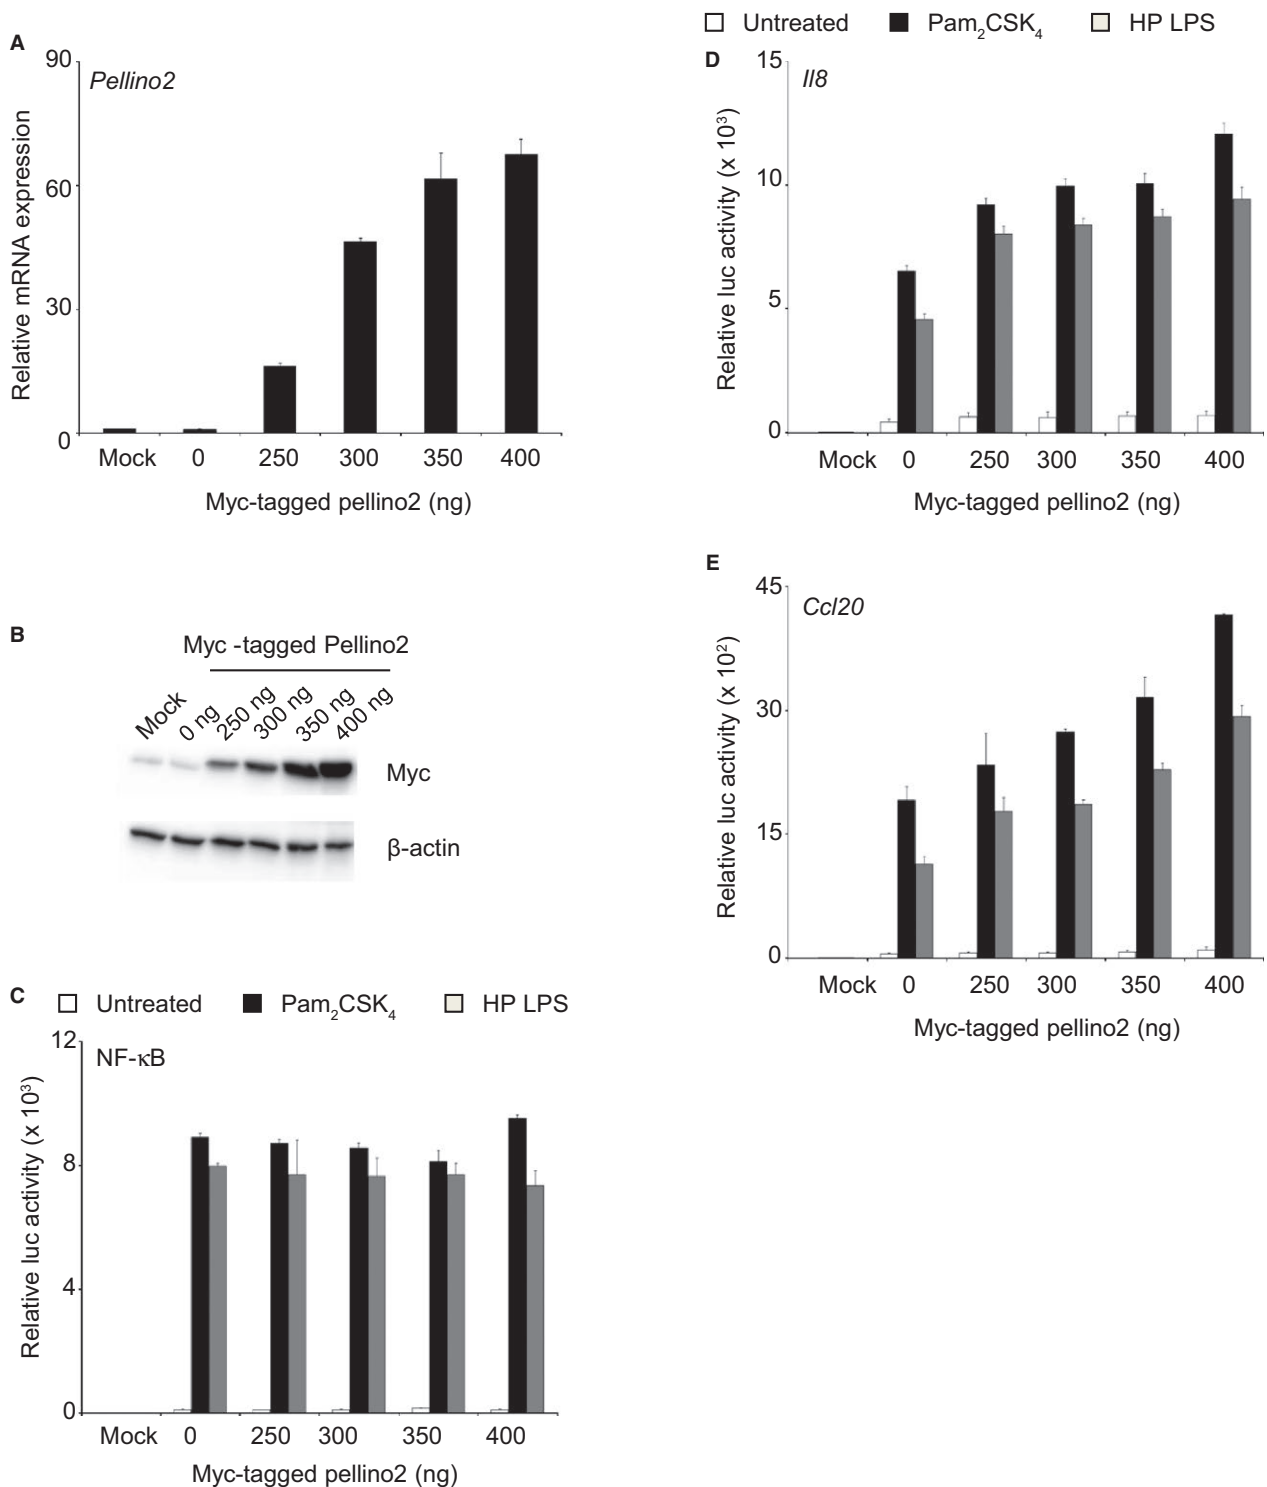 A
90
60
30
0
Pellino2
Relative mRNA expression
Mock 0 250 300 350 400
Myc-tagged pellino2 (ng)
B
Myc -tagged Pellino2
Mock 0 ng 250 ng 300 ng 350 ng 400 ng
Myc
β-actin
C
Untreated Pam₂CSK₄ HP LPS
12
8
4
0
NF-κB
Relative luc activity (x 10³)
Mock 0 250 300 350 400
Myc-tagged pellino2 (ng)
Untreated Pam₂CSK₄ HP LPS
D
15
10
5
0
Il8
Relative luc activity (x 10³)
Mock 0 250 300 350 400
Myc-tagged pellino2 (ng)
E
45
30
15
0
Ccl20
Relative luc activity (x 10²)
Mock 0 250 300 350 400
Myc-tagged pellino2 (ng)